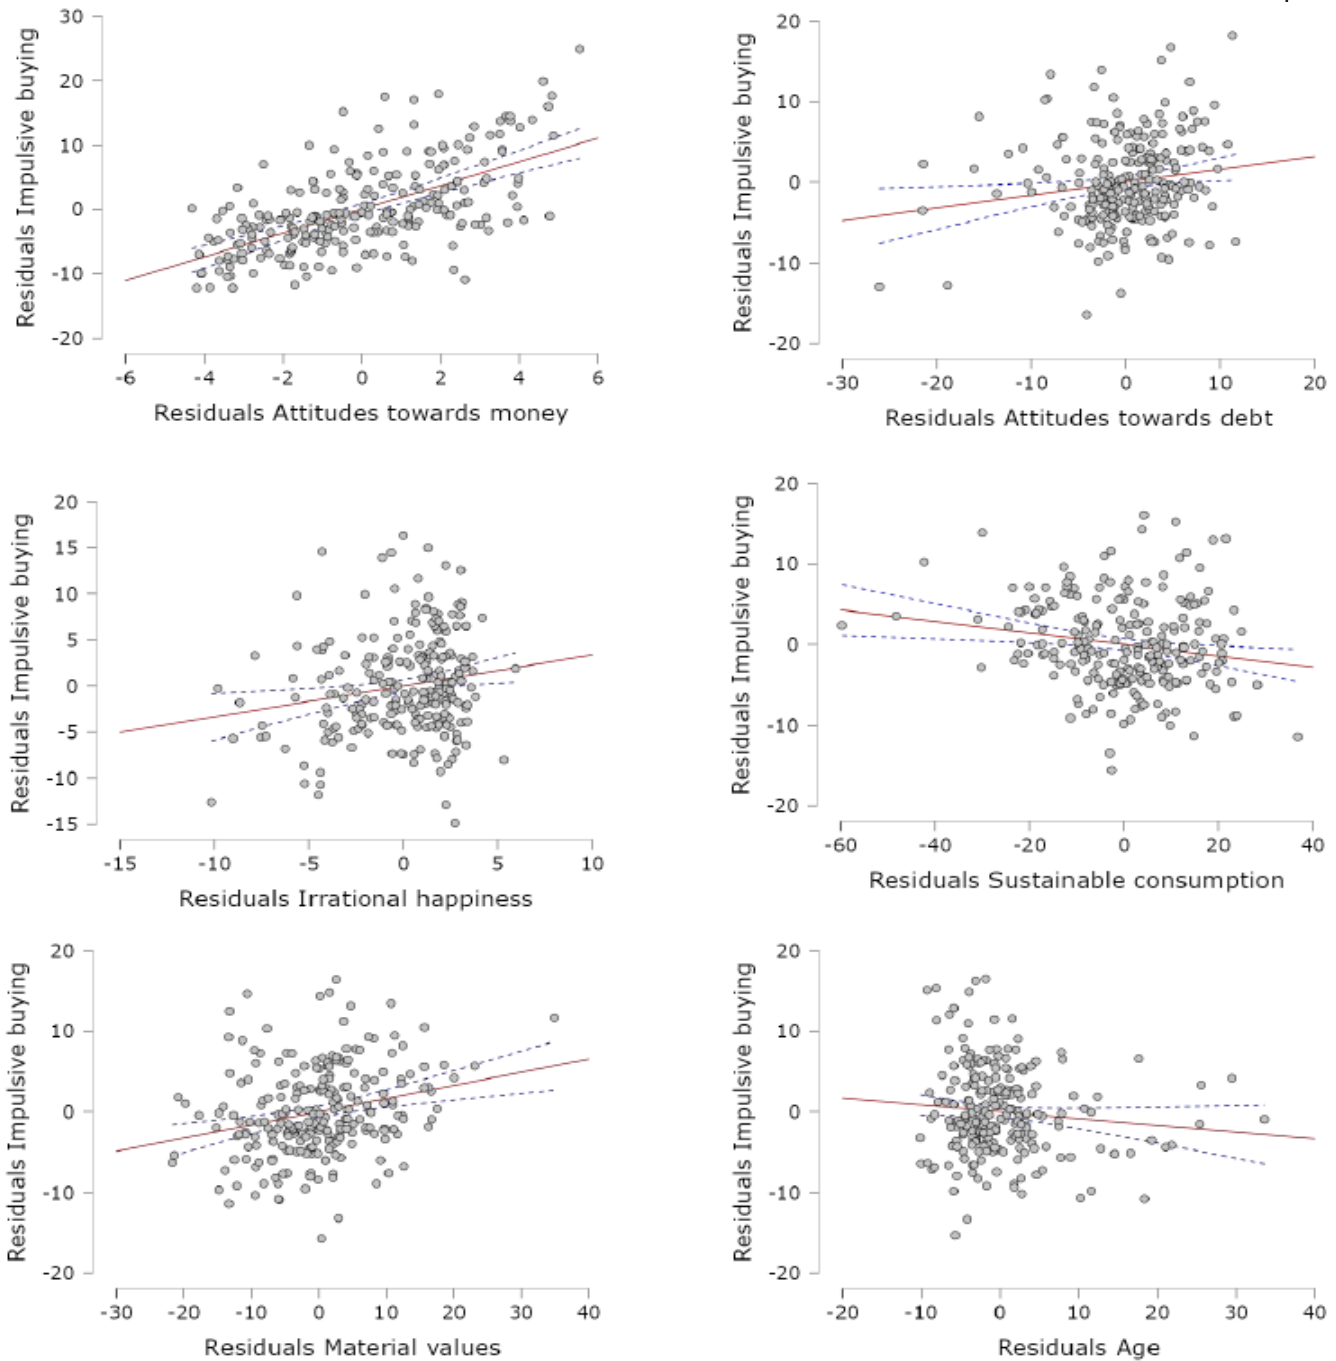 30
20
10
0
-10
-20
Residuals Impulsive buying
-6 -4 -2 0 2 4 6
Residuals Attitudes towards money
20
10
0
-10
-20
Residuals Impulsive buying
-30 -20 -10 0 10 20
Residuals Attitudes towards debt
20
15
10
5
0
-5
-10
-15
Residuals Impulsive buying
-15 -10 -5 0 5 10
Residuals Irrational happiness
20
10
0
-10
-20
Residuals Impulsive buying
-60 -40 -20 0 20 40
Residuals Sustainable consumption
20
10
0
-10
-20
Residuals Impulsive buying
-30 -20 -10 0 10 20 30 40
Residuals Material values
20
10
0
-10
-20
Residuals Impulsive buying
-20 -10 0 10 20 30 40
Residuals Age